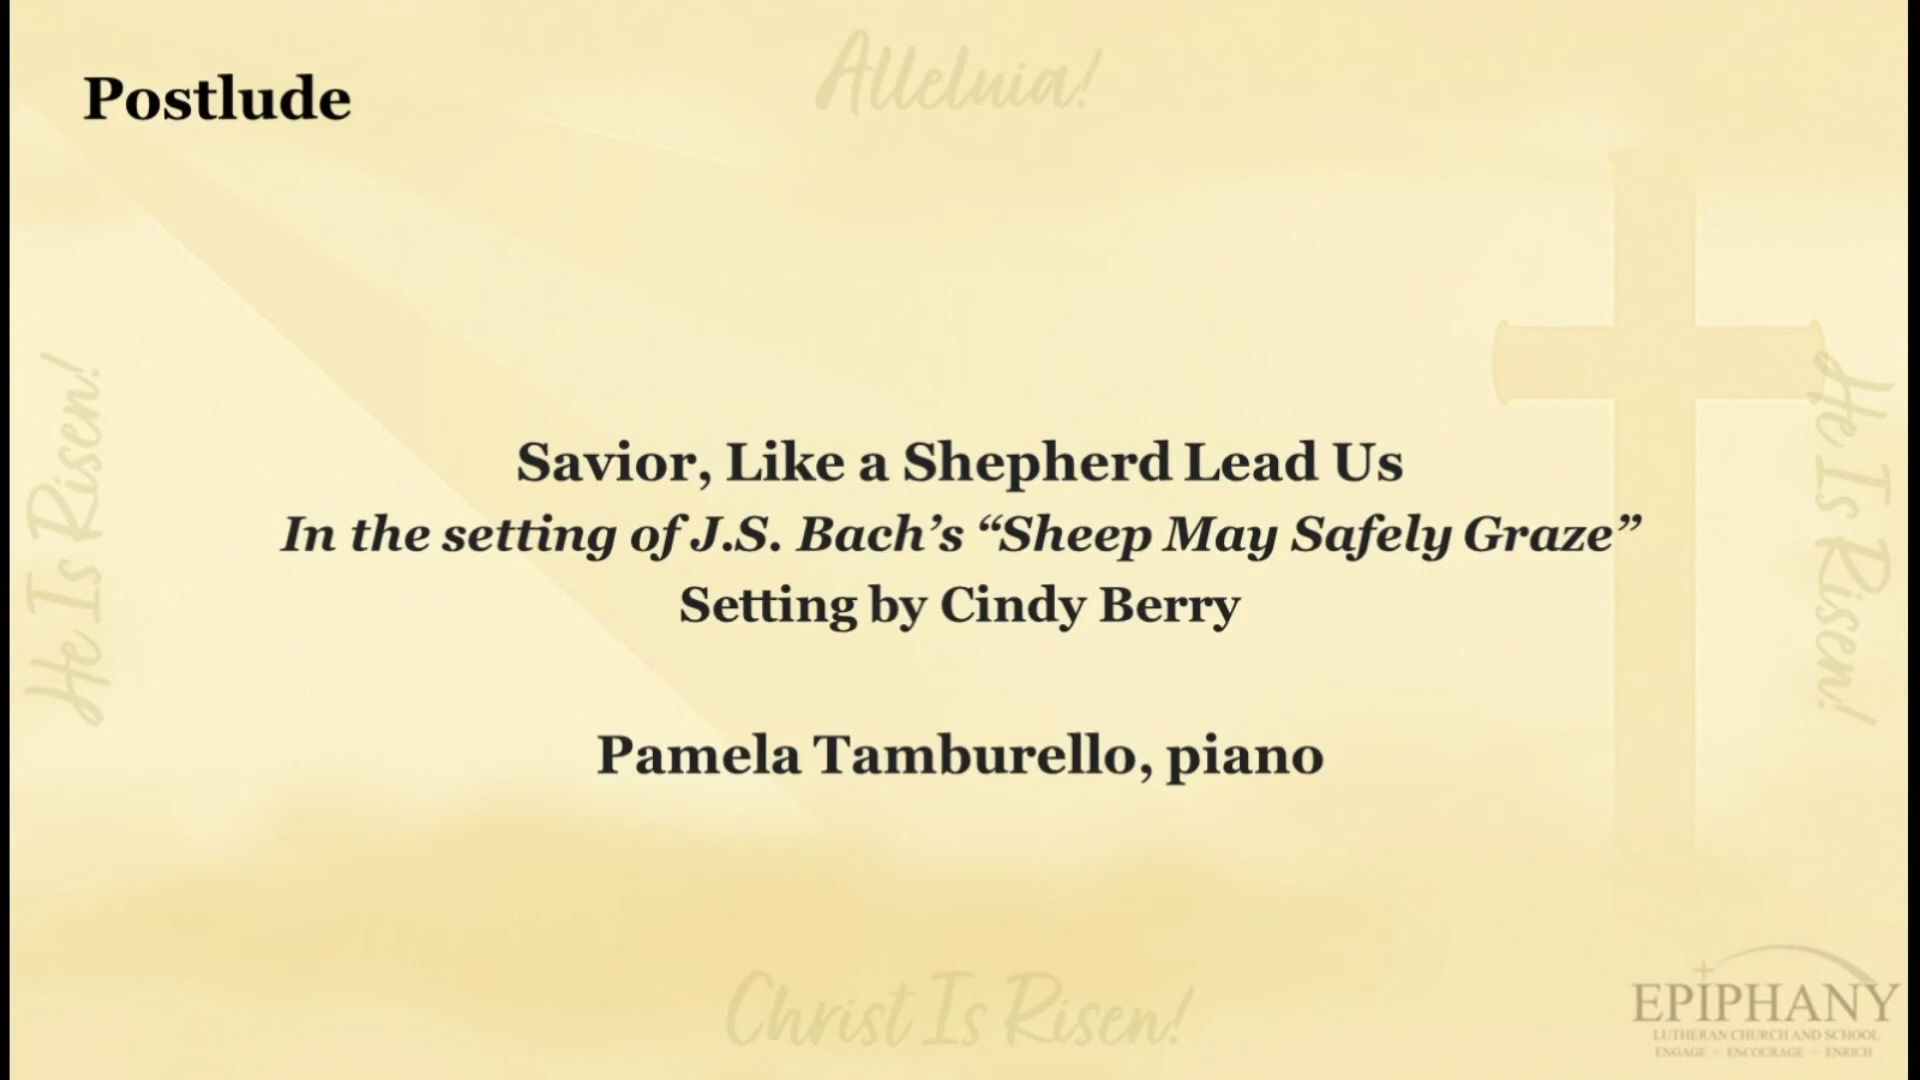 Alleluia!
Postlude
He Is Risen!
He Is Risen!
Savior, Like a Shepherd Lead Us
In the setting of J.S. Bach’s “Sheep May Safely Graze”
Setting by Cindy Berry
Pamela Tamburello, piano
Christ Is Risen!
EPIPHANY
LUTHERAN CHURCH AND SCHOOL
ENGAGE · ENCOURAGE · ENRICH